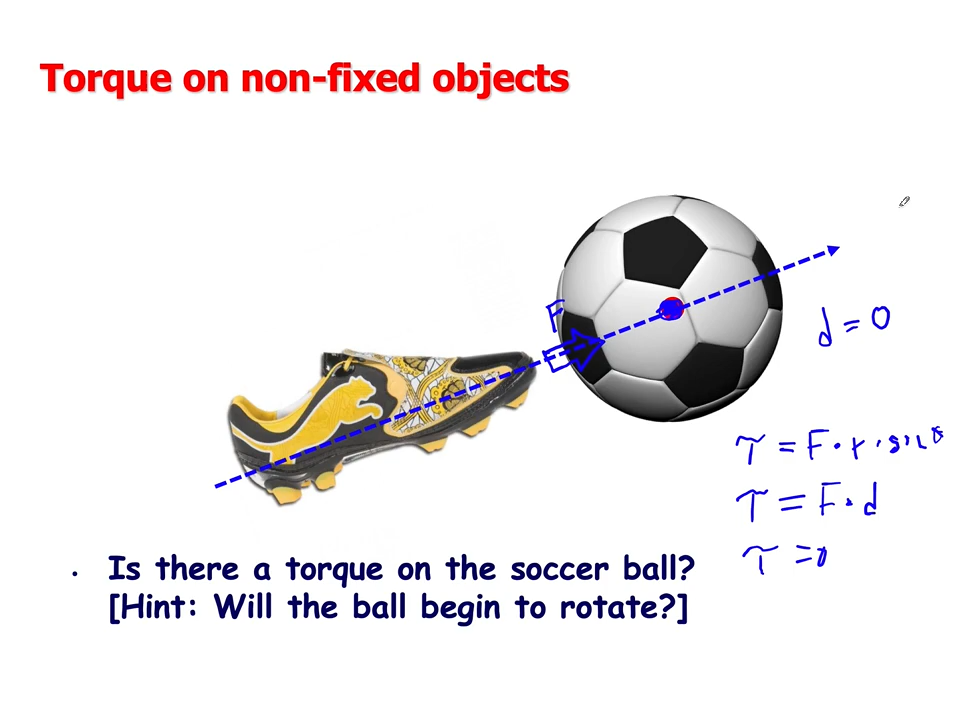 Torque on non-fixed objects
F
d = 0
τ = F · r · sin θ
τ = F · d
τ = 0
• Is there a torque on the soccer ball?
[Hint: Will the ball begin to rotate?]